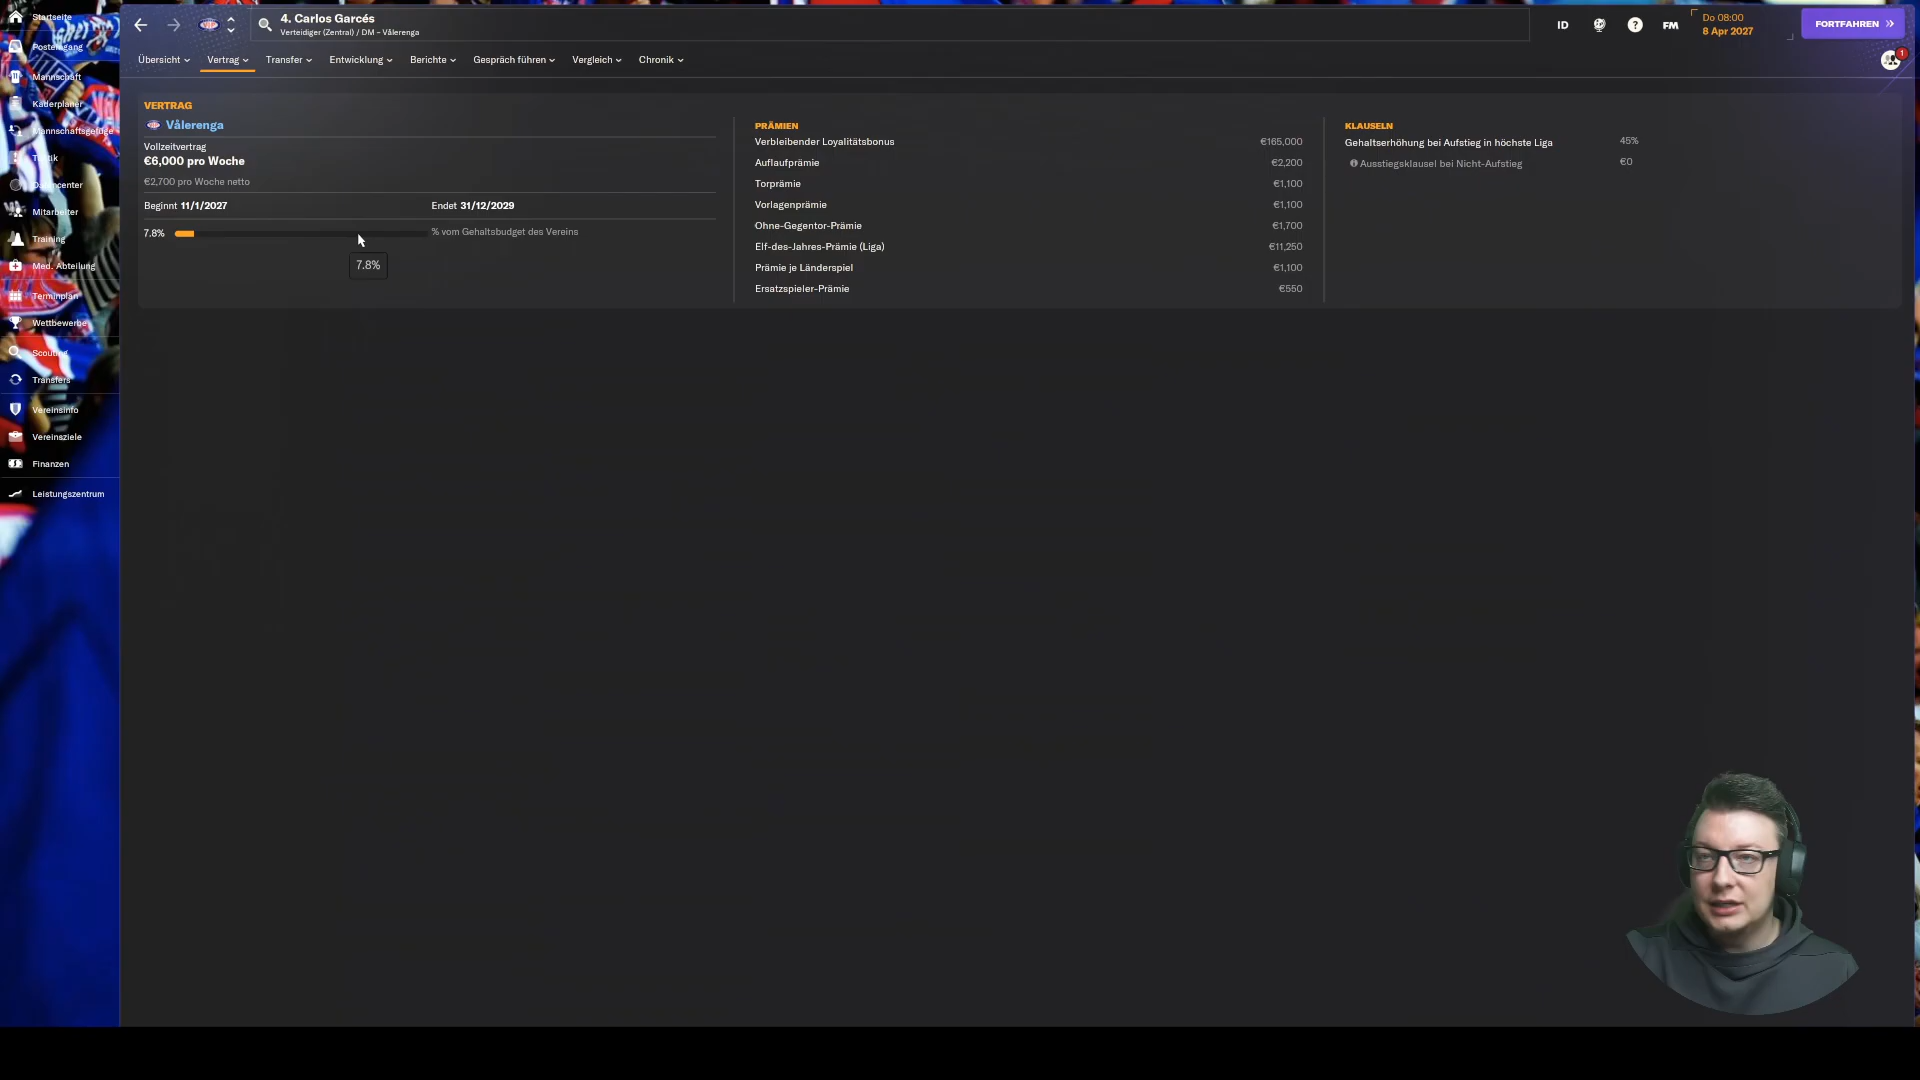 Startseite
Posteingang
Mannschaft
Kaderplaner
Mannschaftsgefüge
Taktik
Datencenter
Mitarbeiter
Training
Med. Abteilung
Terminplan
Wettbewerbe
Scouting
Transfers
Vereinsinfo
Vereinsziele
Finanzen
Leistungszentrum
4. Carlos Garcés
Verteidiger (Zentral) / DM - Vålerenga
ID
?
FM
Do 08:00
8 Apr 2027
FORTFAHREN
1
Übersicht Vertrag Transfer Entwicklung Berichte Gespräch führen Vergleich Chronik
VERTRAG
Vålerenga
Vollzeitvertrag
€6,000 pro Woche
€2,700 pro Woche netto
Beginnt 11/1/2027 Endet 31/12/2029
7.8% % vom Gehaltsbudget des Vereins
7.8%
PRÄMIEN
Verbleibender Loyalitätsbonus €165,000
Auflaufprämie €2,200
Torprämie €1,100
Vorlagenprämie €1,100
Ohne-Gegentor-Prämie €1,700
Elf-des-Jahres-Prämie (Liga) €11,250
Prämie je Länderspiel €1,100
Ersatzspieler-Prämie €550
KLAUSELN
Gehaltserhöhung bei Aufstieg in höchste Liga 45%
Ausstiegsklausel bei Nicht-Aufstieg €0